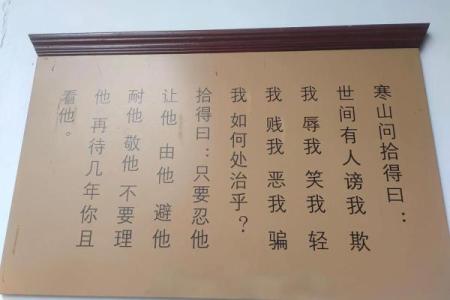 寒山问拾得曰：
世间有人谤我 欺
我 辱我 笑我 轻
我 贱我 恶我 骗
我 如何处治乎？
拾得曰：只要忍他
让他 由他 避他
耐他 敬他 不要理
他 再待几年你且
看他。